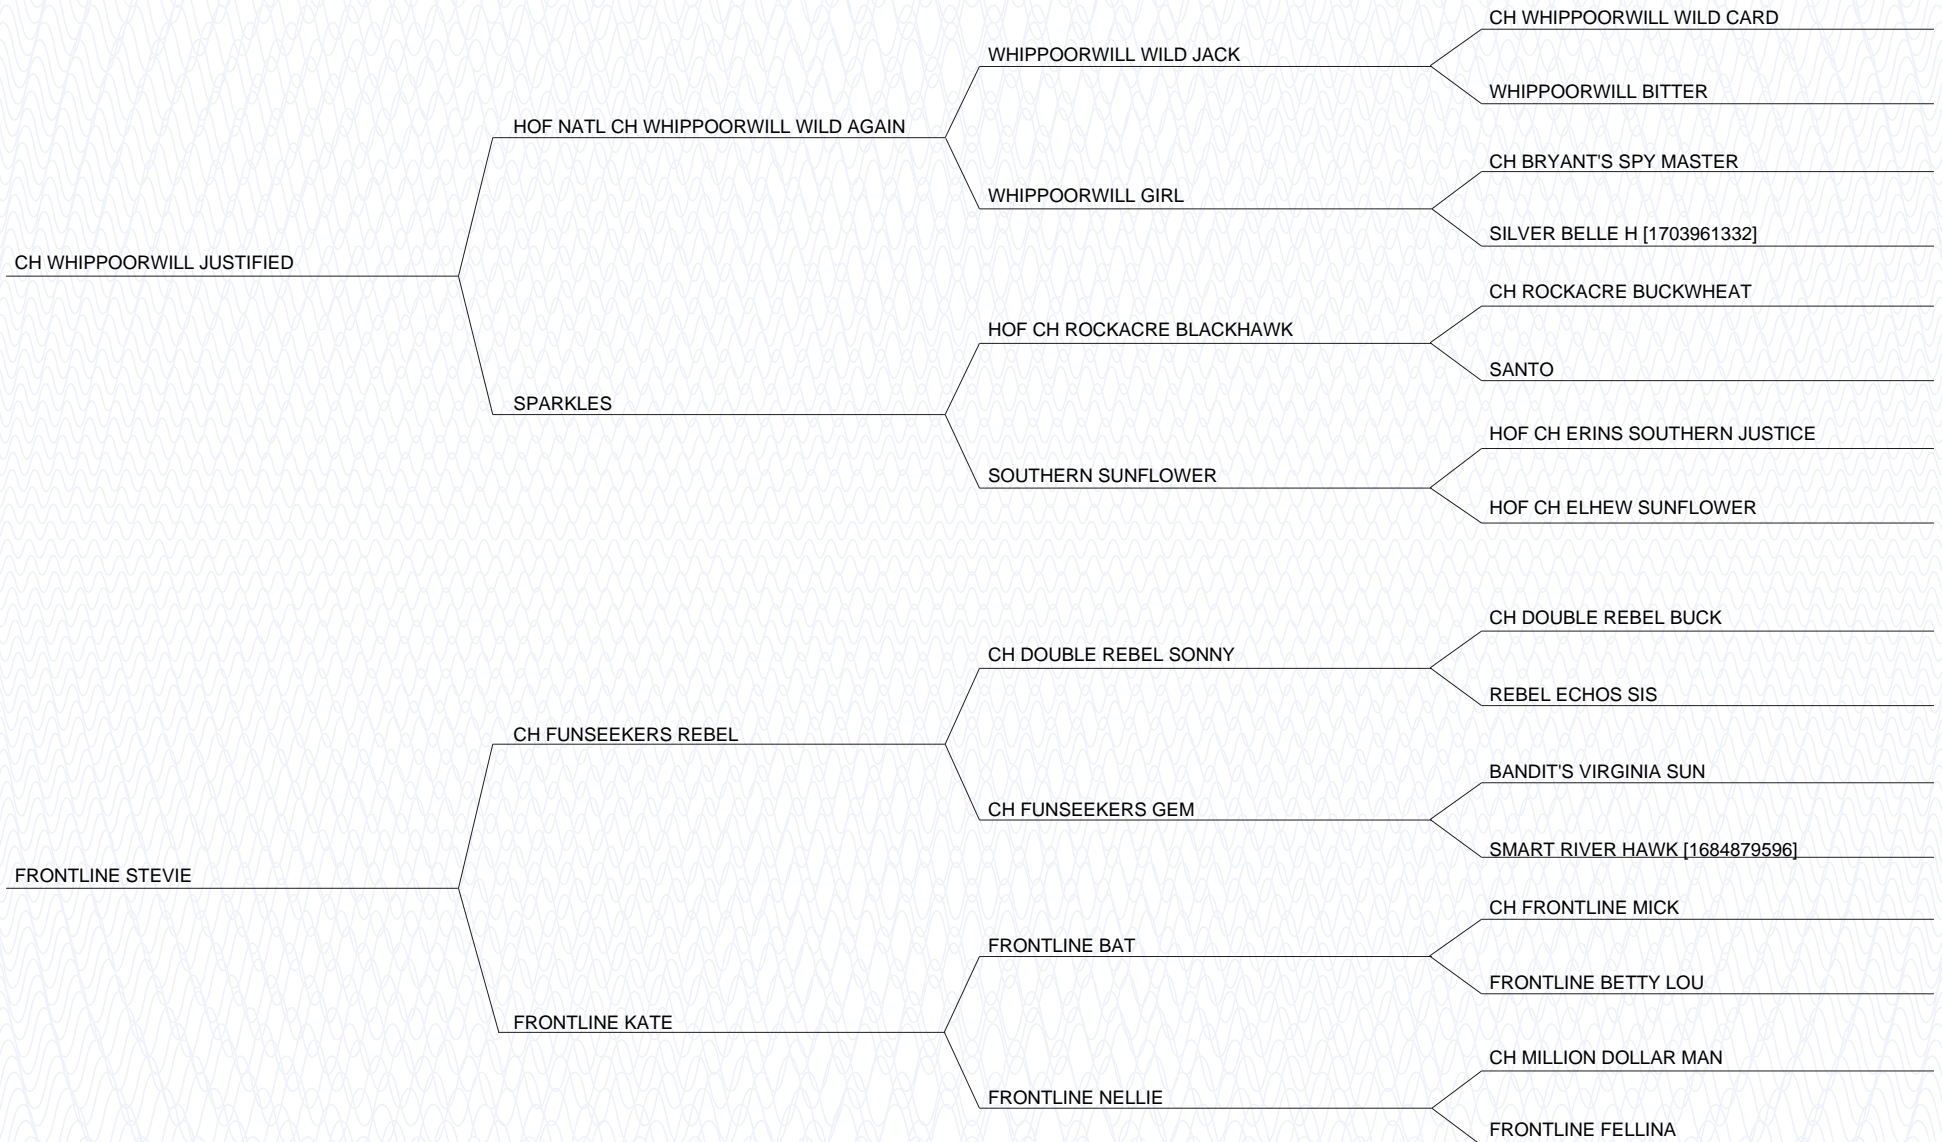 CH WHIPPOORWILL WILD CARD
WHIPPOORWILL WILD JACK
WHIPPOORWILL BITTER
HOF NATL CH WHIPPOORWILL WILD AGAIN
CH BRYANT'S SPY MASTER
WHIPPOORWILL GIRL
SILVER BELLE H [1703961332]
CH WHIPPOORWILL JUSTIFIED
CH ROCKACRE BUCKWHEAT
HOF CH ROCKACRE BLACKHAWK
SANTO
SPARKLES
HOF CH ERINS SOUTHERN JUSTICE
SOUTHERN SUNFLOWER
HOF CH ELHEW SUNFLOWER
CH DOUBLE REBEL BUCK
CH DOUBLE REBEL SONNY
REBEL ECHOS SIS
CH FUNSEEKERS REBEL
BANDIT'S VIRGINIA SUN
CH FUNSEEKERS GEM
SMART RIVER HAWK [1684879596]
FRONTLINE STEVIE
CH FRONTLINE MICK
FRONTLINE BAT
FRONTLINE BETTY LOU
FRONTLINE KATE
CH MILLION DOLLAR MAN
FRONTLINE NELLIE
FRONTLINE FELLINA